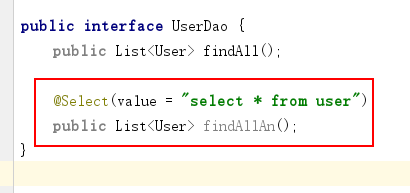 public interface UserDao {
public List<User> findAll();
@Select(value = "select * from user")
public List<User> findAllAn();
}